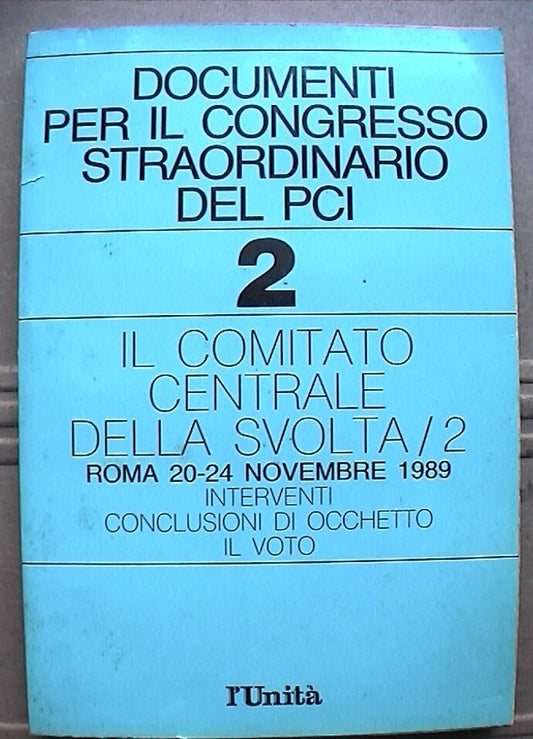 DOCUMENTI
PER IL CONGRESSO
STRAORDINARIO
DEL PCI
2
IL COMITATO
CENTRALE
DELLA SVOLTA/2
ROMA 20-24 NOVEMBRE 1989
INTERVENTI
CONCLUSIONI DI OCCHETTO
IL VOTO
l'Unità